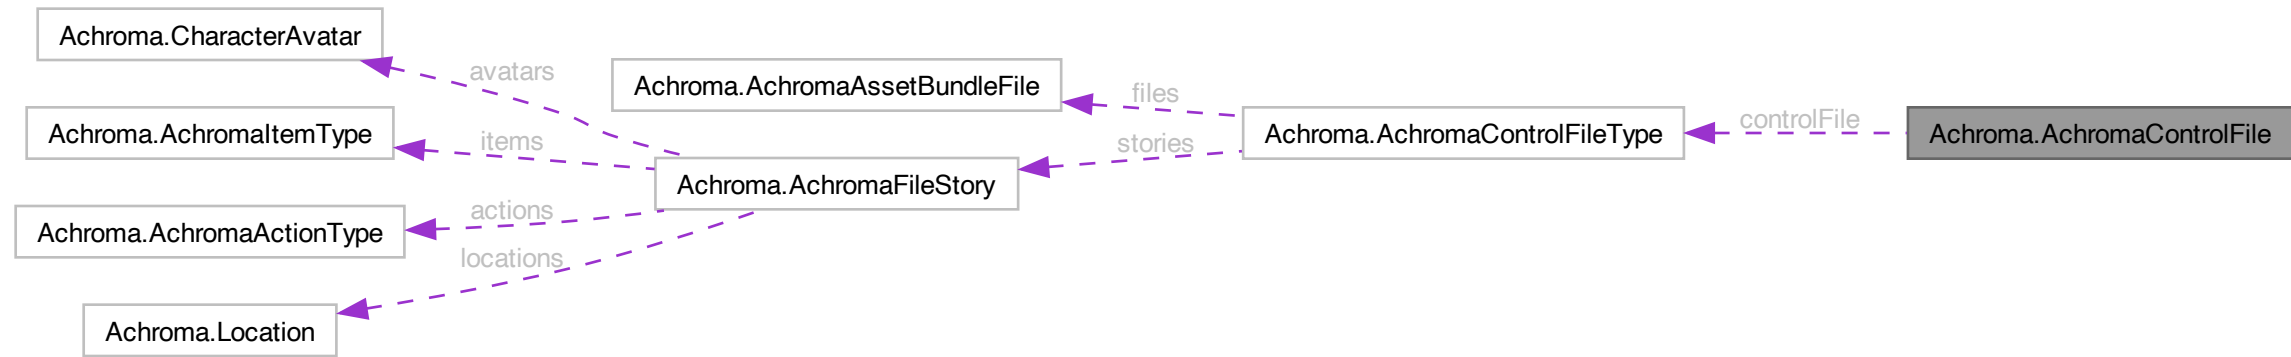 Achroma.CharacterAvatar
avatars
Achroma.AchromaAssetBundleFile
files
Achroma.AchromaItemType
items
Achroma.AchromaControlFileType
controlFile
Achroma.AchromaControlFile
stories
Achroma.AchromaFileStory
actions
Achroma.AchromaActionType
locations
Achroma.Location